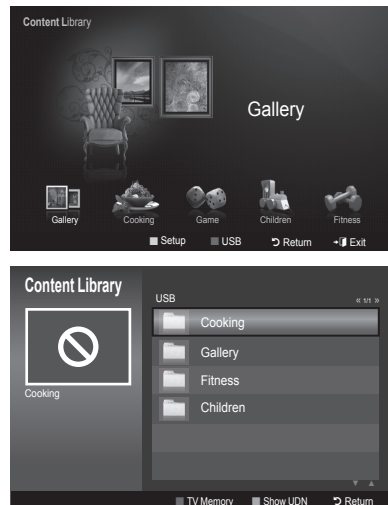 Content Library
Gallery
Gallery Cooking Game Children Fitness
Setup USB Return Exit
Content Library
USB « 1/1 »
Cooking
Gallery
Fitness
Children
Cooking
TV Memory Show UDN Return